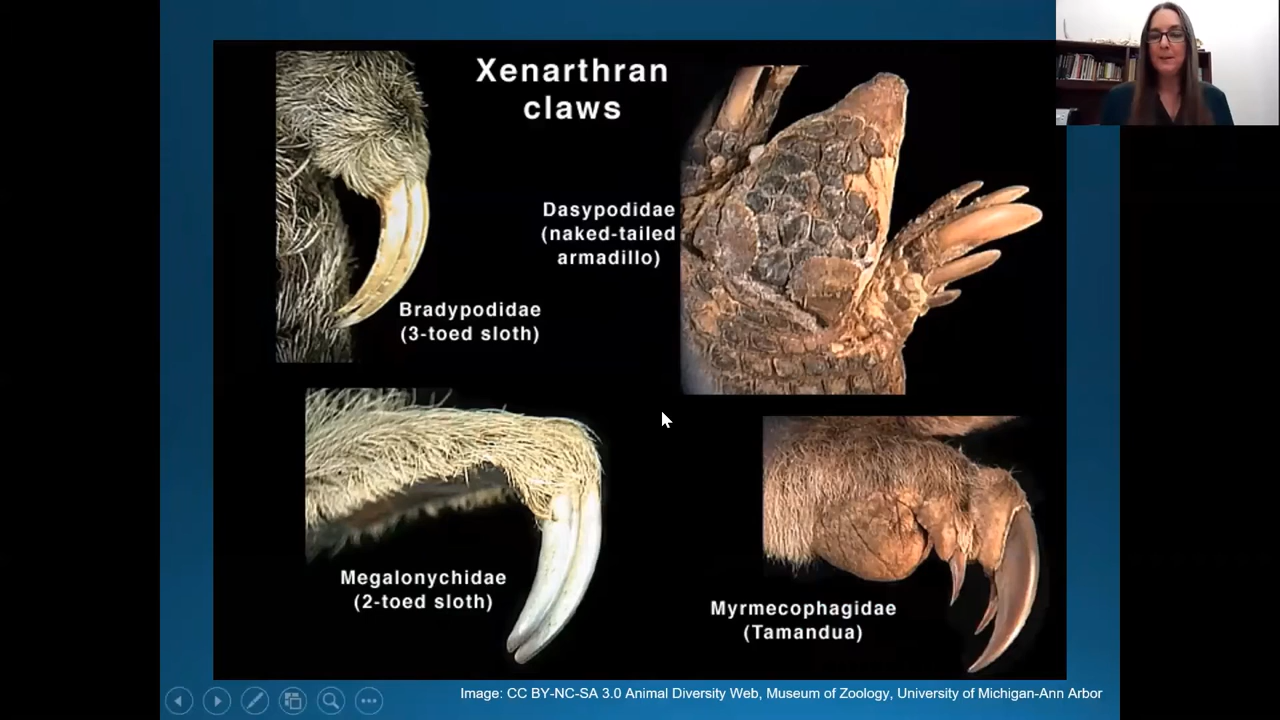 Xenarthran
claws
Dasypodidae
(naked-tailed
armadillo)
Bradypodidae
(3-toed sloth)
Megalonychidae
(2-toed sloth)
Myrmecophagidae
(Tamandua)
Image: CC BY-NC-SA 3.0 Animal Diversity Web, Museum of Zoology, University of Michigan-Ann Arbor